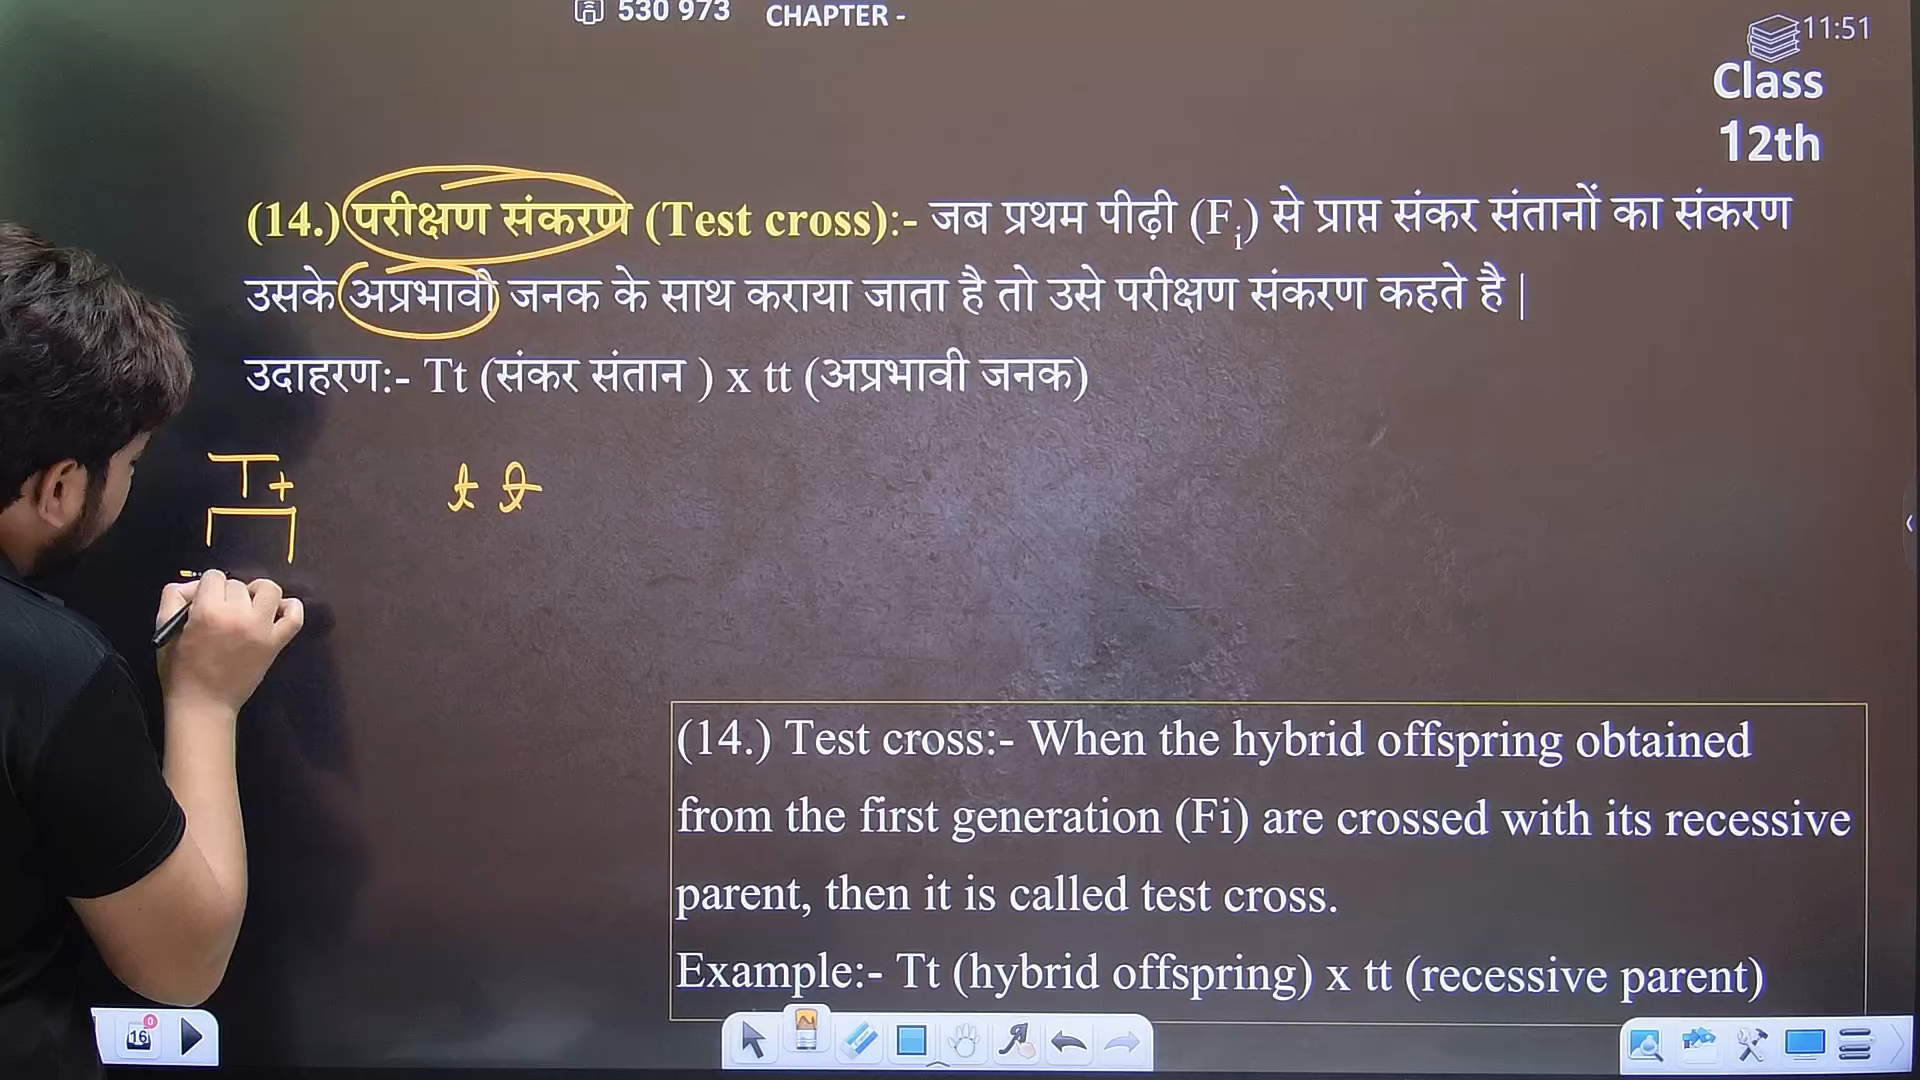 530 973 CHAPTER -
11:51
Class
12th
(14.) परीक्षण संकरण (Test cross):- जब प्रथम पीढ़ी (Fi) से प्राप्त संकर संतानों का संकरण
उसके अप्रभावी जनक के साथ कराया जाता है तो उसे परीक्षण संकरण कहते है |
उदाहरण:- Tt (संकर संतान ) x tt (अप्रभावी जनक)
Tt tt
(14.) Test cross:- When the hybrid offspring obtained
from the first generation (Fi) are crossed with its recessive
parent, then it is called test cross.
Example:- Tt (hybrid offspring) x tt (recessive parent)
16 0